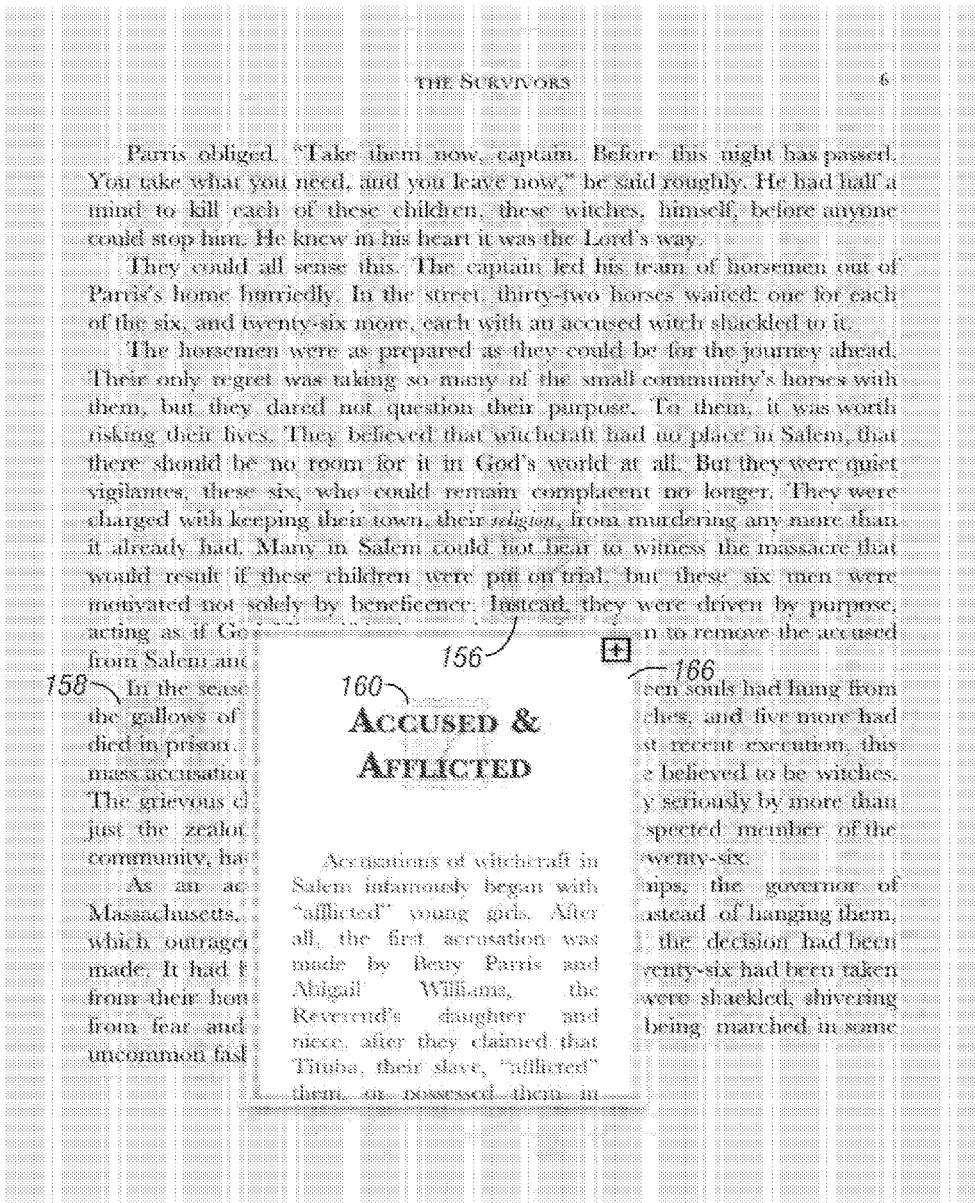 THE SURVIVORS 6
Parris obliged. “Take them now, captain. Before this night has passed.
You take what you need, and you leave now,” he said roughly. He had half a
mind to kill each of these children, these witches, himself, before anyone
could stop him. He knew in his heart it was the Lord’s way.
They could all sense this. The captain led his team of horsemen out of
Parris’s home hurriedly. In the street, thirty-two horses waited: one for each
of the six, and twenty-six more, each with an accused witch shackled to it.
The horsemen were as prepared as they could be for the journey ahead.
Their only regret was taking so many of the small community’s horses with
them, but they dared not question their purpose. To them, it was worth
risking their lives. They believed that witchcraft had no place in Salem, that
there should be no room for it in God’s world at all. But they were quiet
vigilantes, these six, who could remain complacent no longer. They were
charged with keeping their town, their religion, from murdering any more than
it already had. Many in Salem could not bear to witness the massacre that
would result if these children were put on trial, but these six men were
motivated not solely by beneficence. Instead, they were driven by purpose,
acting as if Go n to remove the accused
from Salem and
156
166
158
In the seaso een souls had hung from
the gallows of ches, and five more had
died in prison. st recent execution, this
mass accusation e believed to be witches.
The grievous cl y seriously by more than
just the zealot spected member of the
community, ha wenty-six.
As an ac ips, the governor of
Massachusetts, nstead of hanging them,
which outraged the decision had been
made. It had b wenty-six had been taken
from their hom were shackled, shivering
from fear and being marched in some
uncommon fash
160
ACCUSED &
AFFLICTED
Accusations of witchcraft in
Salem infamously began with
“afflicted” young girls. After
all, the first accusation was
made by Betty Parris and
Abigail Williams, the
Reverend’s daughter and
niece, after they claimed that
Tituba, their slave, “afflicted”
them, or possessed them in